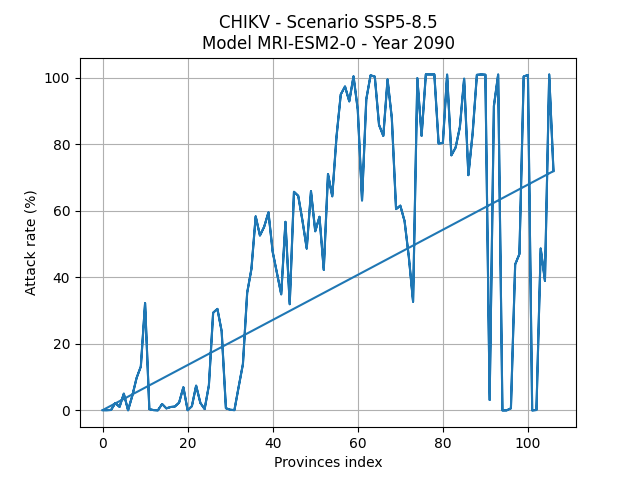 CHIKV - Scenario SSP5-8.5
Model MRI-ESM2-0 - Year 2090
Attack rate (%)
100
80
60
40
20
0
0 20 40 60 80 100
Provinces index